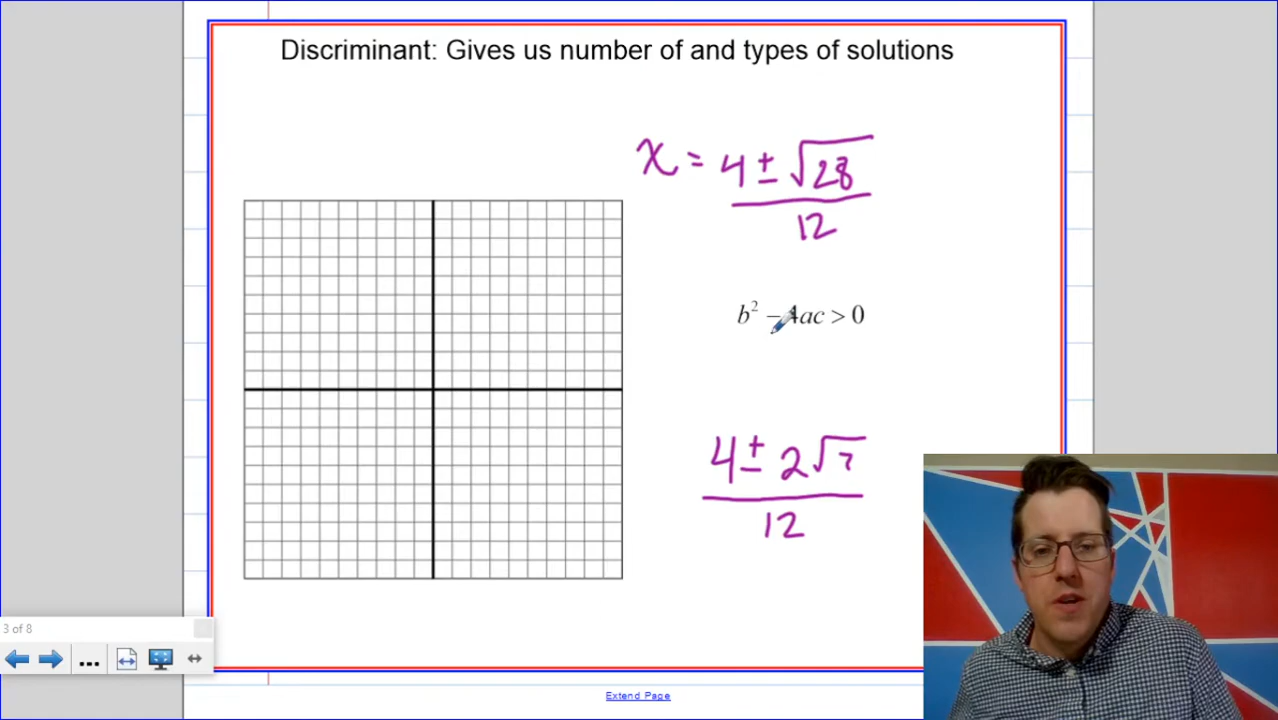 Discriminant: Gives us number of and types of solutions
x = 4 ± √28
12
b² − 4ac > 0
4 ± 2√7
12
3 of 8
...
Extend Page